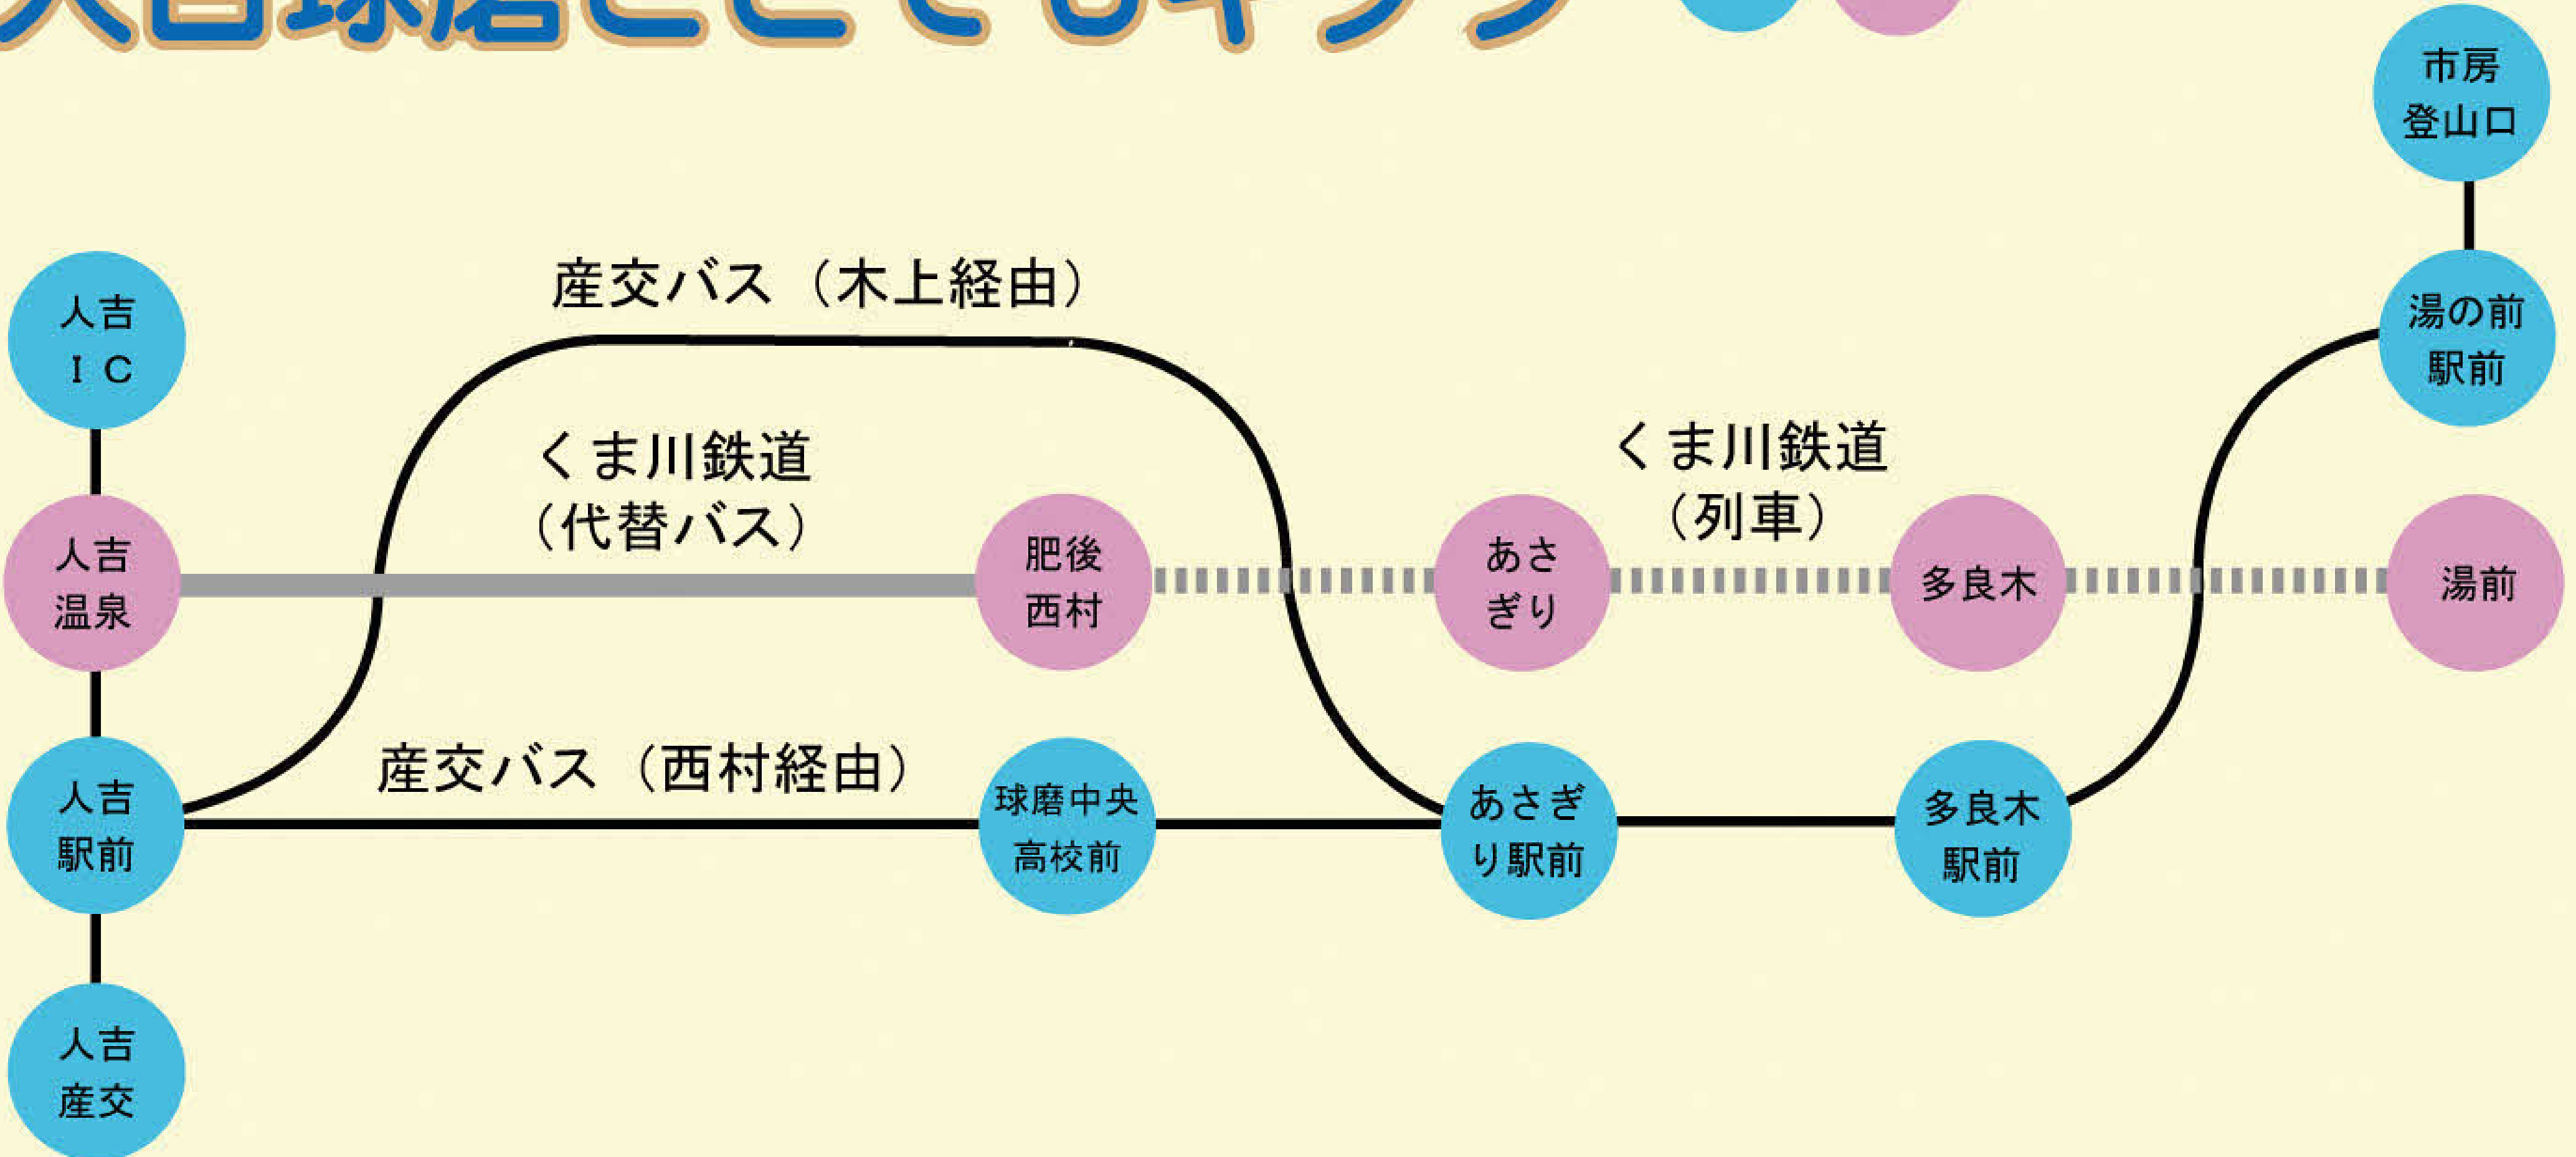 人吉球磨
市房
登山口
人吉
IC
産交バス（木上経由）
湯の前
駅前
くま川鉄道
（代替バス）
くま川鉄道
（列車）
人吉
温泉
肥後
西村
あさ
ぎり
多良木
湯前
産交バス（西村経由）
人吉
駅前
球磨中央
高校前
あさぎ
り駅前
多良木
駅前
人吉
産交